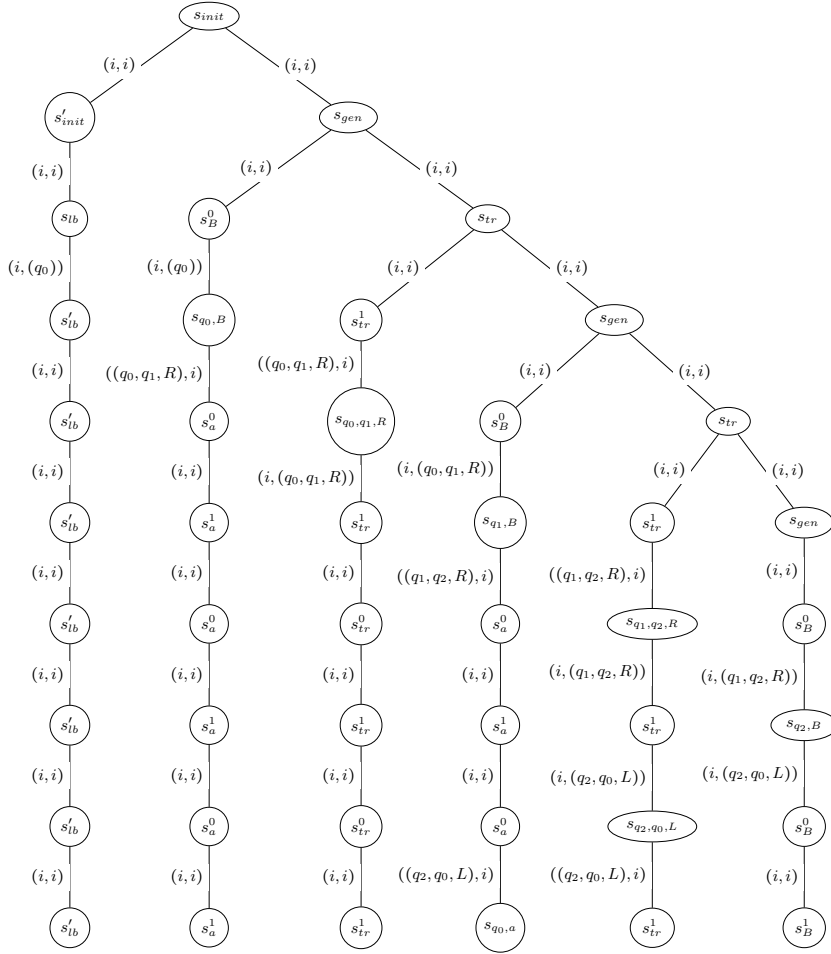 s_{init}
(i, i) (i, i)
s'_{init} s_{gen}
(i, i) (i, i) (i, i)
s_{lb} s^0_B s_{tr}
(i, (q_0)) (i, (q_0)) (i, i) (i, i)
s'_{lb} s_{q_0,B} s^1_{tr} s_{gen}
(i, i) ((q_0, q_1, R), i) ((q_0, q_1, R), i) (i, i) (i, i)
s'_{lb} s^0_a s_{q_0,q_1,R} s^0_B s_{tr}
(i, i) (i, i) (i, (q_0, q_1, R)) (i, (q_0, q_1, R)) (i, i) (i, i)
s'_{lb} s^1_a s^1_{tr} s_{q_1,B} s^1_{tr} s_{gen}
(i, i) (i, i) (i, i) ((q_1, q_2, R), i) ((q_1, q_2, R), i) (i, i)
s'_{lb} s^0_a s^0_{tr} s^0_a s_{q_1,q_2,R} s^0_B
(i, i) (i, i) (i, i) (i, i) (i, (q_1, q_2, R)) (i, (q_1, q_2, R))
s'_{lb} s^1_a s^1_{tr} s^1_a s^1_{tr} s_{q_2,B}
(i, i) (i, i) (i, i) (i, i) (i, (q_2, q_0, L)) (i, (q_2, q_0, L))
s'_{lb} s^0_a s^0_{tr} s^0_a s_{q_2,q_0,L} s^0_B
(i, i) (i, i) (i, i) ((q_2, q_0, L), i) ((q_2, q_0, L), i) (i, i)
s'_{lb} s^1_a s^1_{tr} s_{q_0,a} s^1_{tr} s^1_B